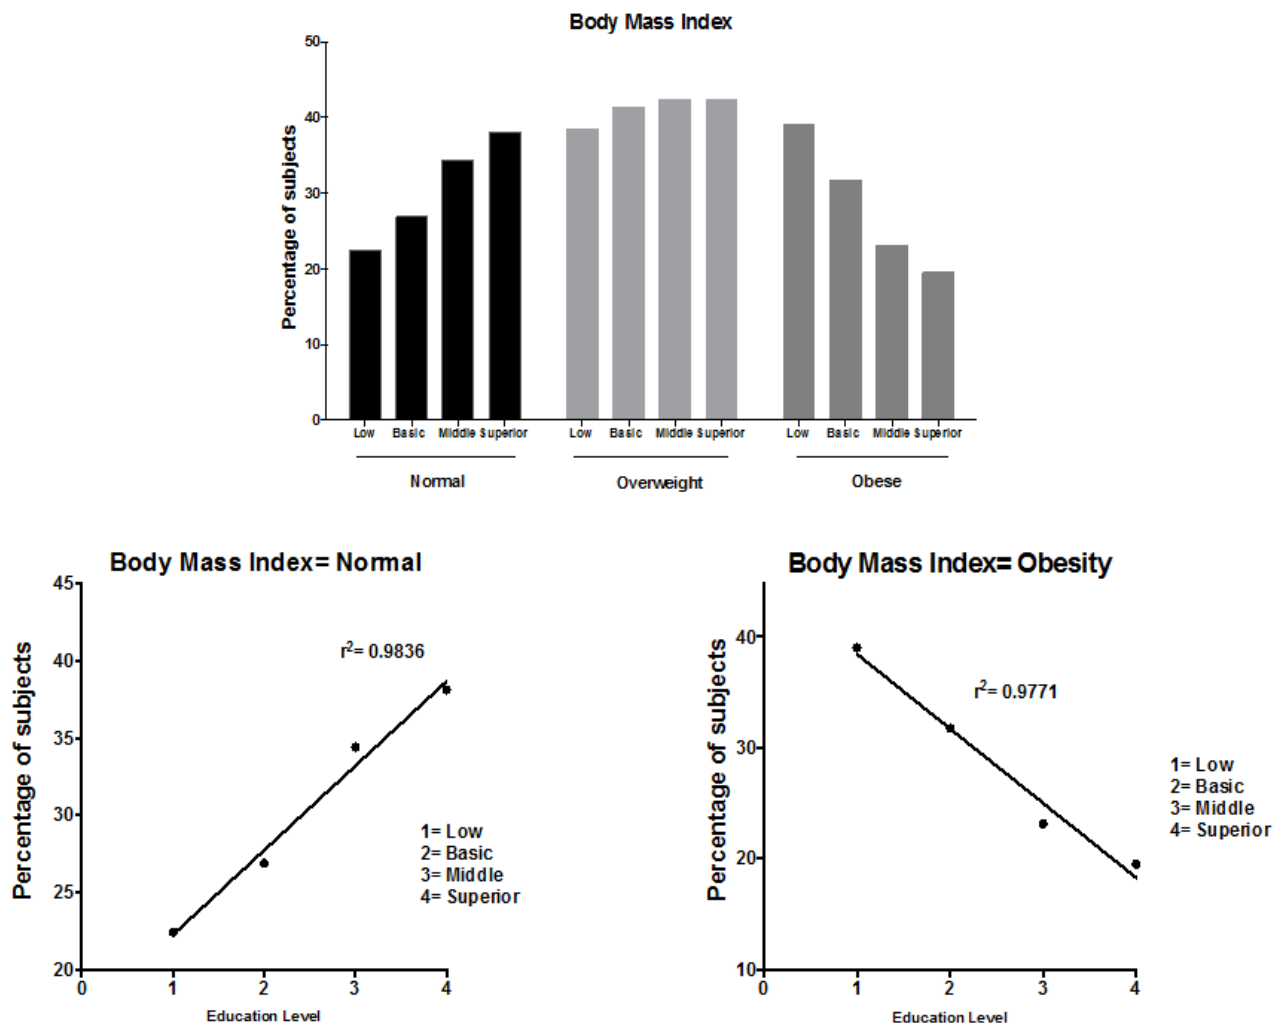 Body Mass Index
Percentage of subjects
50
40
30
20
10
0
Low Basic Middle Superior Low Basic Middle Superior Low Basic Middle Superior
Normal Overweight Obese
Body Mass Index= Normal
Percentage of subjects
45
40
35
30
25
20
r²= 0.9836
1= Low
2= Basic
3= Middle
4= Superior
0 1 2 3 4
Education Level
Body Mass Index= Obesity
Percentage of subjects
40
30
20
10
r²= 0.9771
1= Low
2= Basic
3= Middle
4= Superior
0 1 2 3 4
Education Level